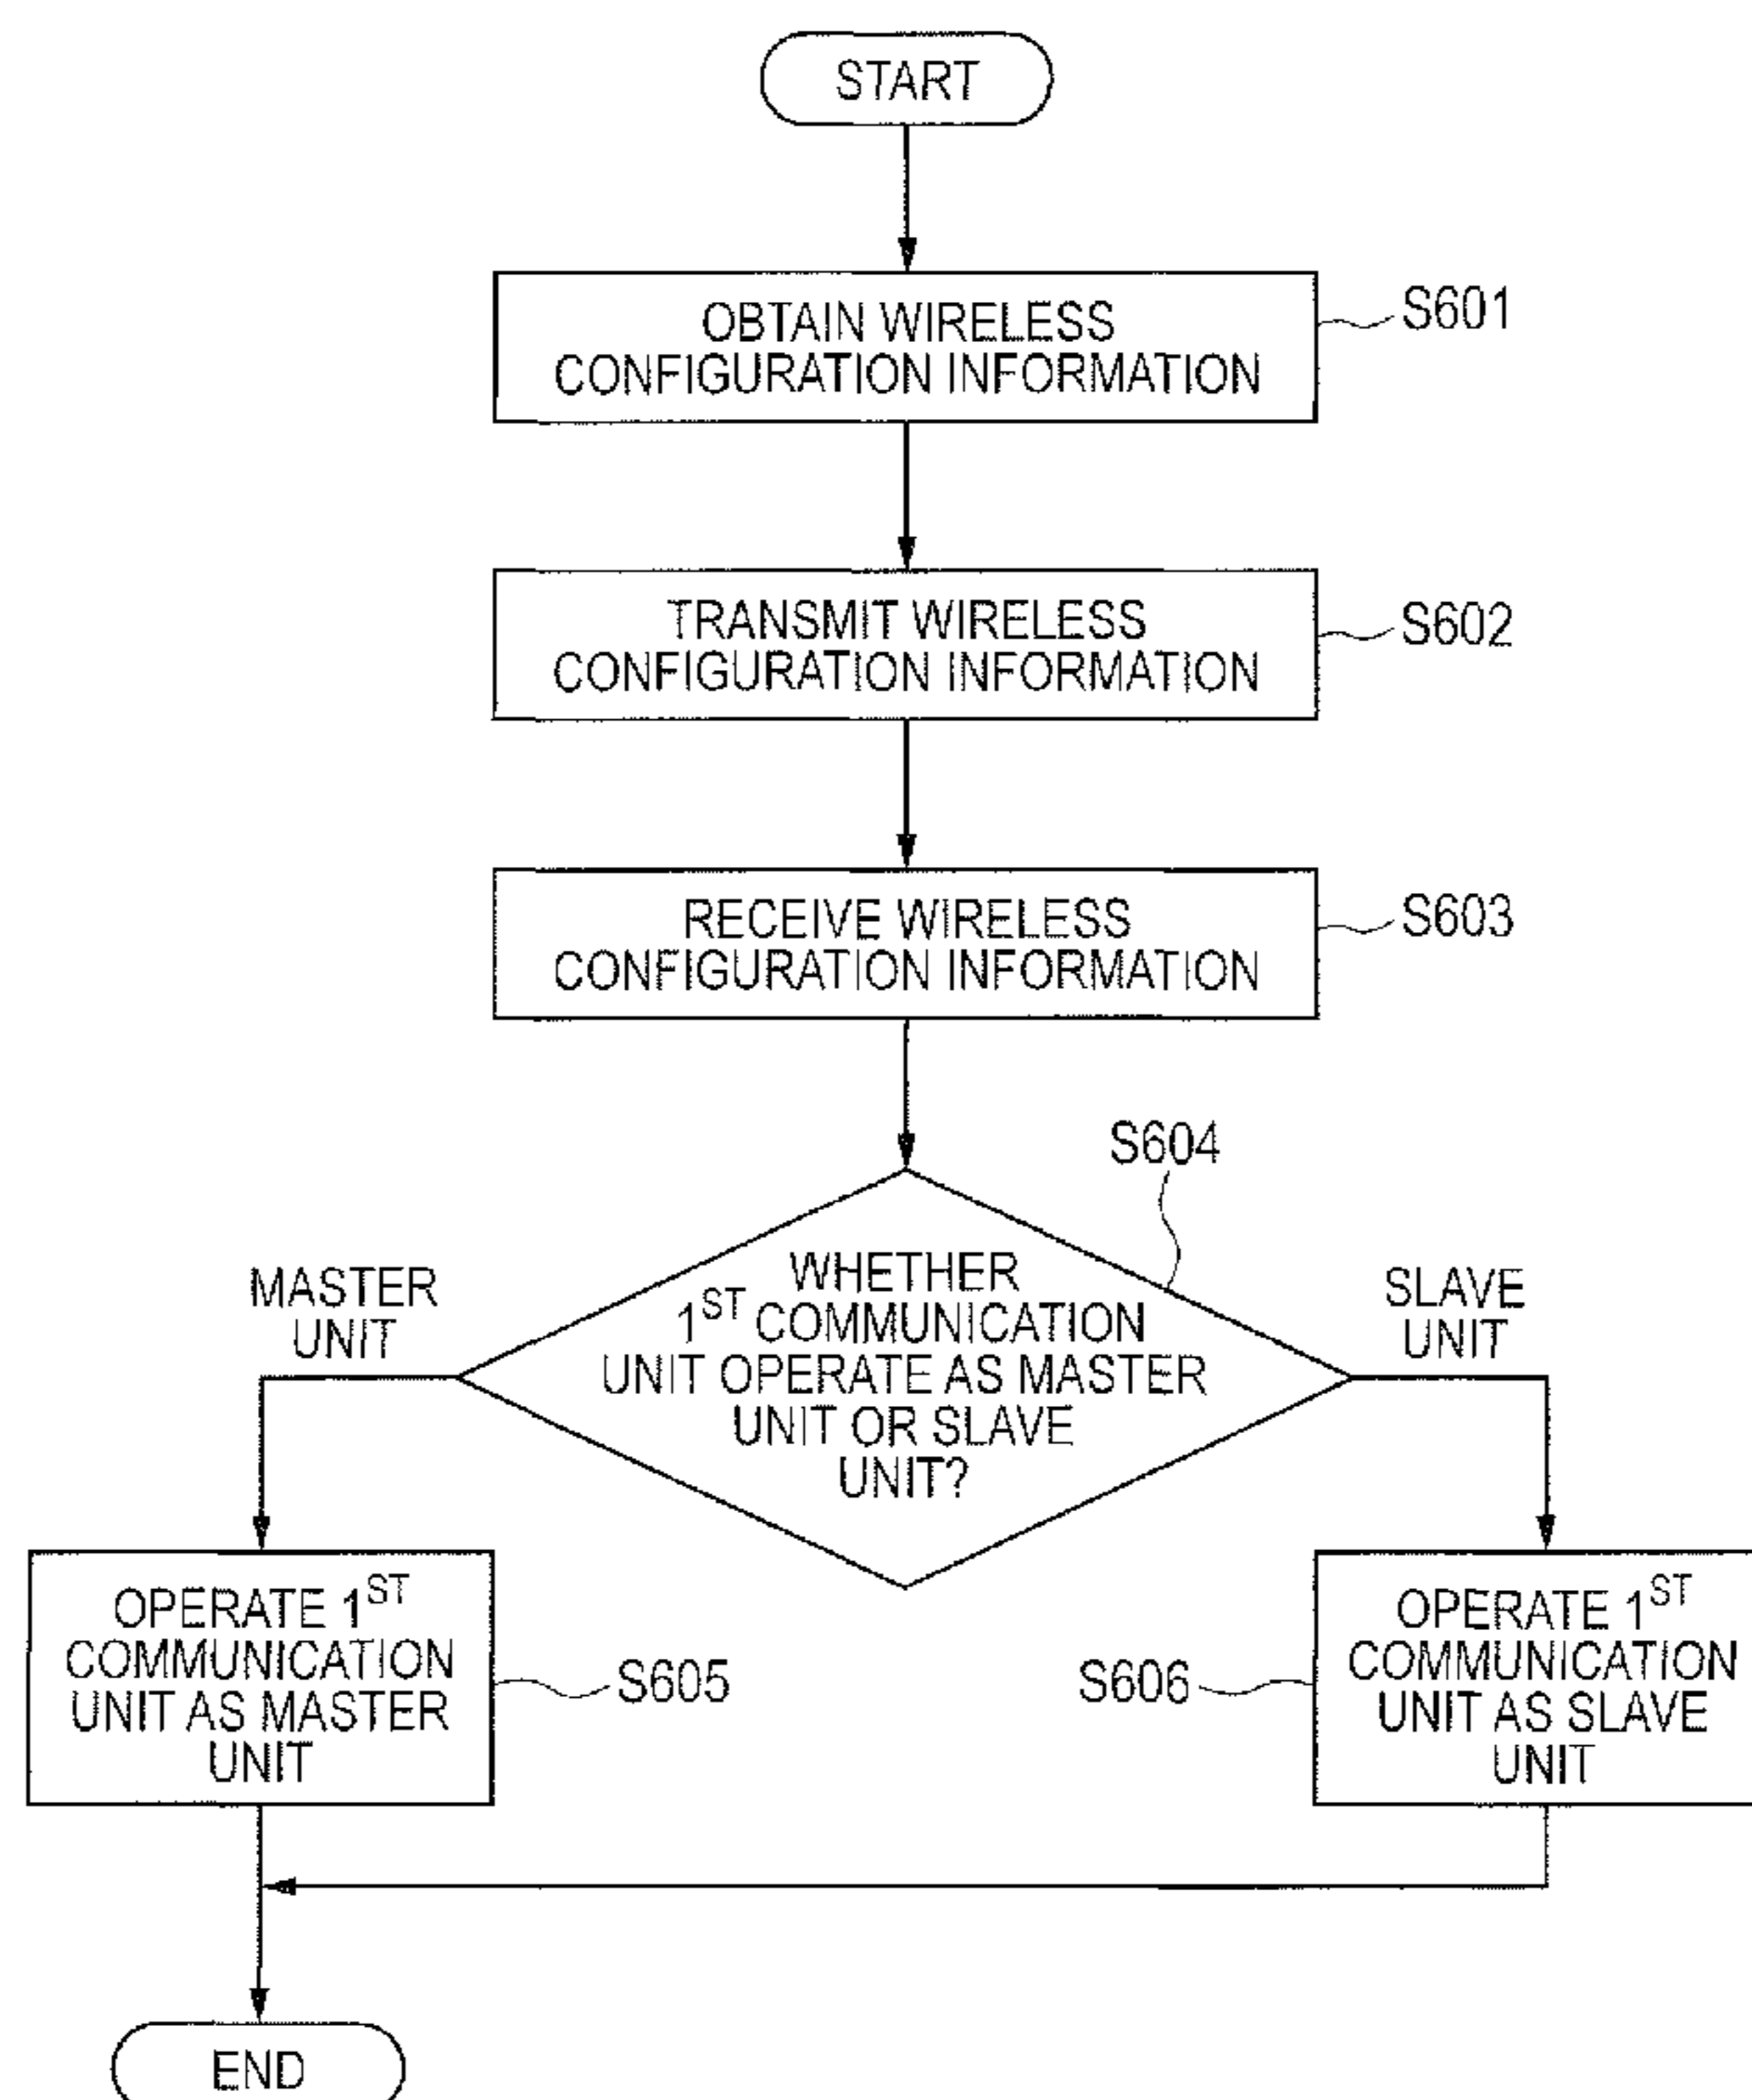 START
OBTAIN WIRELESS
CONFIGURATION INFORMATION
S601
TRANSMIT WIRELESS
CONFIGURATION INFORMATION
S602
RECEIVE WIRELESS
CONFIGURATION INFORMATION
S603
S604
WHETHER
1ST COMMUNICATION
UNIT OPERATE AS MASTER
UNIT OR SLAVE
UNIT?
MASTER
UNIT
SLAVE
UNIT
OPERATE 1ST
COMMUNICATION
UNIT AS MASTER
UNIT
S605
S606
OPERATE 1ST
COMMUNICATION
UNIT AS SLAVE
UNIT
END